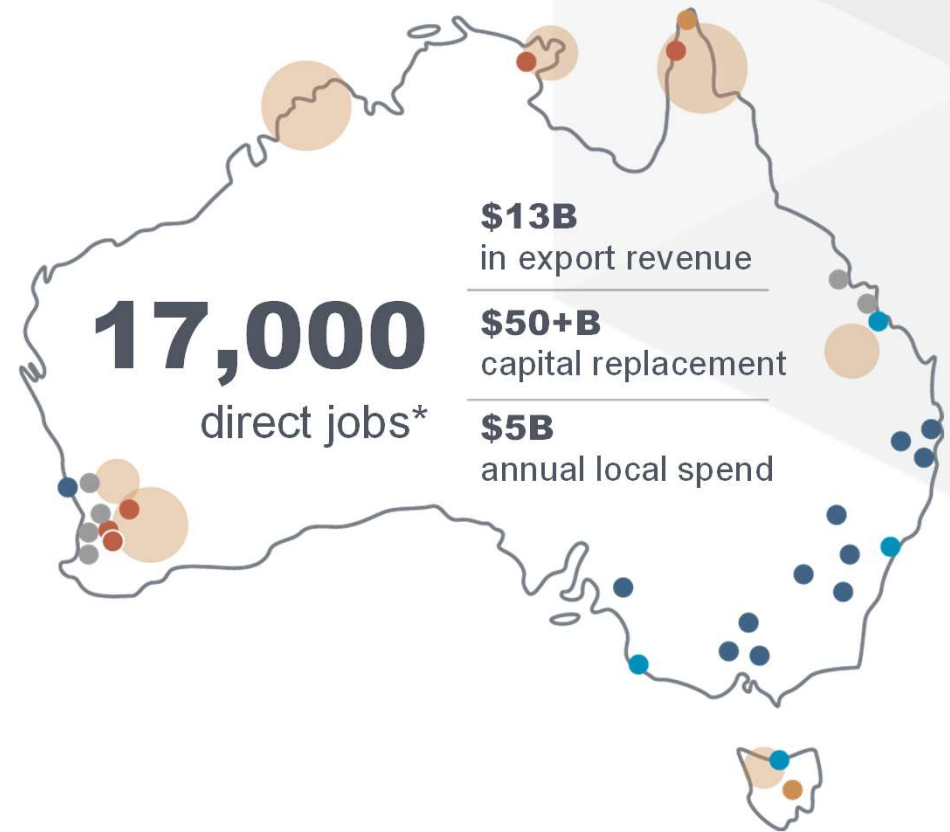 17,000
direct jobs*
$13B
in export revenue
$50+B
capital replacement
$5B
annual local spend